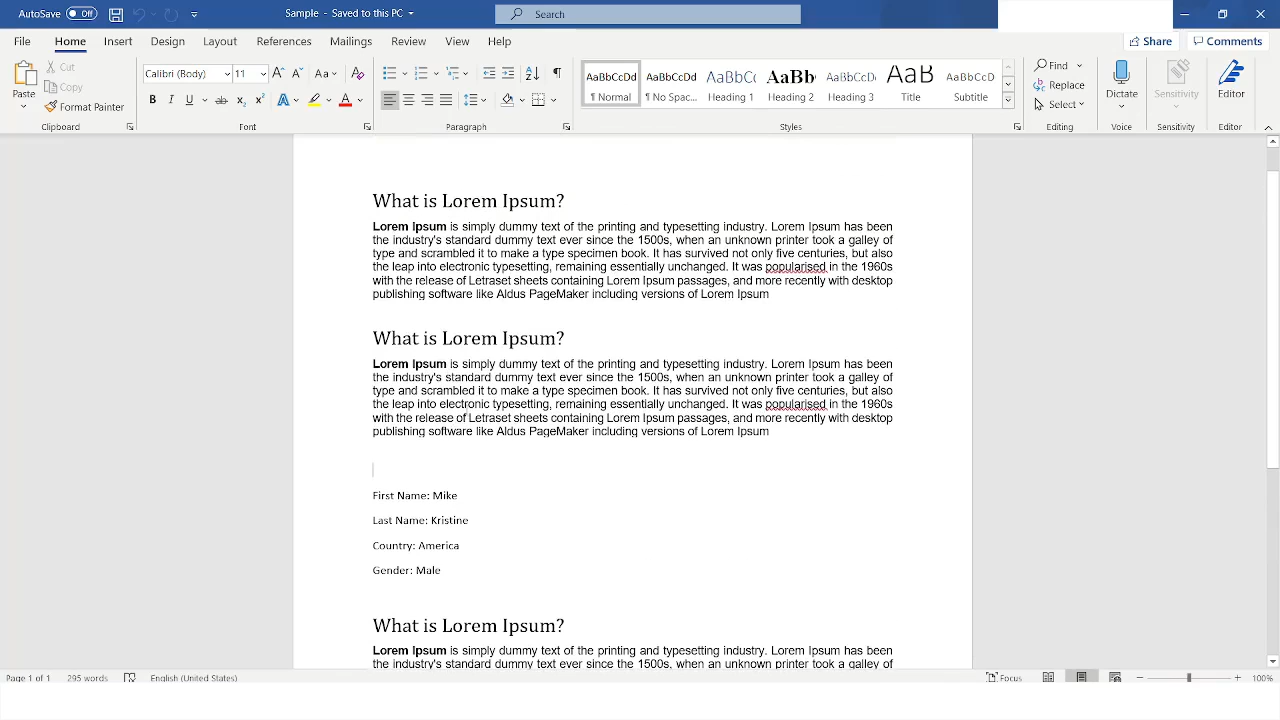 AutoSave Off Sample - Saved to this PC Search
File Home Insert Design Layout References Mailings Review View Help Share Comments
Paste Cut Copy Format Painter Clipboard
Calibri (Body) 11 Aa B I U ab x2 x2 A A Font
Paragraph
AaBbCcDd AaBbCcDd AaBbC( AaBb( AaBbCcD( AaB AaBbCcD
¶ Normal ¶ No Spac... Heading 1 Heading 2 Heading 3 Title Subtitle
Styles
Find Replace Select Editing
Dictate Voice
Sensitivity Sensitivity
Editor Editor
What is Lorem Ipsum?
Lorem Ipsum is simply dummy text of the printing and typesetting industry. Lorem Ipsum has been
the industry's standard dummy text ever since the 1500s, when an unknown printer took a galley of
type and scrambled it to make a type specimen book. It has survived not only five centuries, but also
the leap into electronic typesetting, remaining essentially unchanged. It was popularised in the 1960s
with the release of Letraset sheets containing Lorem Ipsum passages, and more recently with desktop
publishing software like Aldus PageMaker including versions of Lorem Ipsum
What is Lorem Ipsum?
Lorem Ipsum is simply dummy text of the printing and typesetting industry. Lorem Ipsum has been
the industry's standard dummy text ever since the 1500s, when an unknown printer took a galley of
type and scrambled it to make a type specimen book. It has survived not only five centuries, but also
the leap into electronic typesetting, remaining essentially unchanged. It was popularised in the 1960s
with the release of Letraset sheets containing Lorem Ipsum passages, and more recently with desktop
publishing software like Aldus PageMaker including versions of Lorem Ipsum
First Name: Mike
Last Name: Kristine
Country: America
Gender: Male
What is Lorem Ipsum?
Lorem Ipsum is simply dummy text of the printing and typesetting industry. Lorem Ipsum has been
the industry's standard dummy text ever since the 1500s, when an unknown printer took a galley of
Page 1 of 1 295 words English (United States) Focus 100%